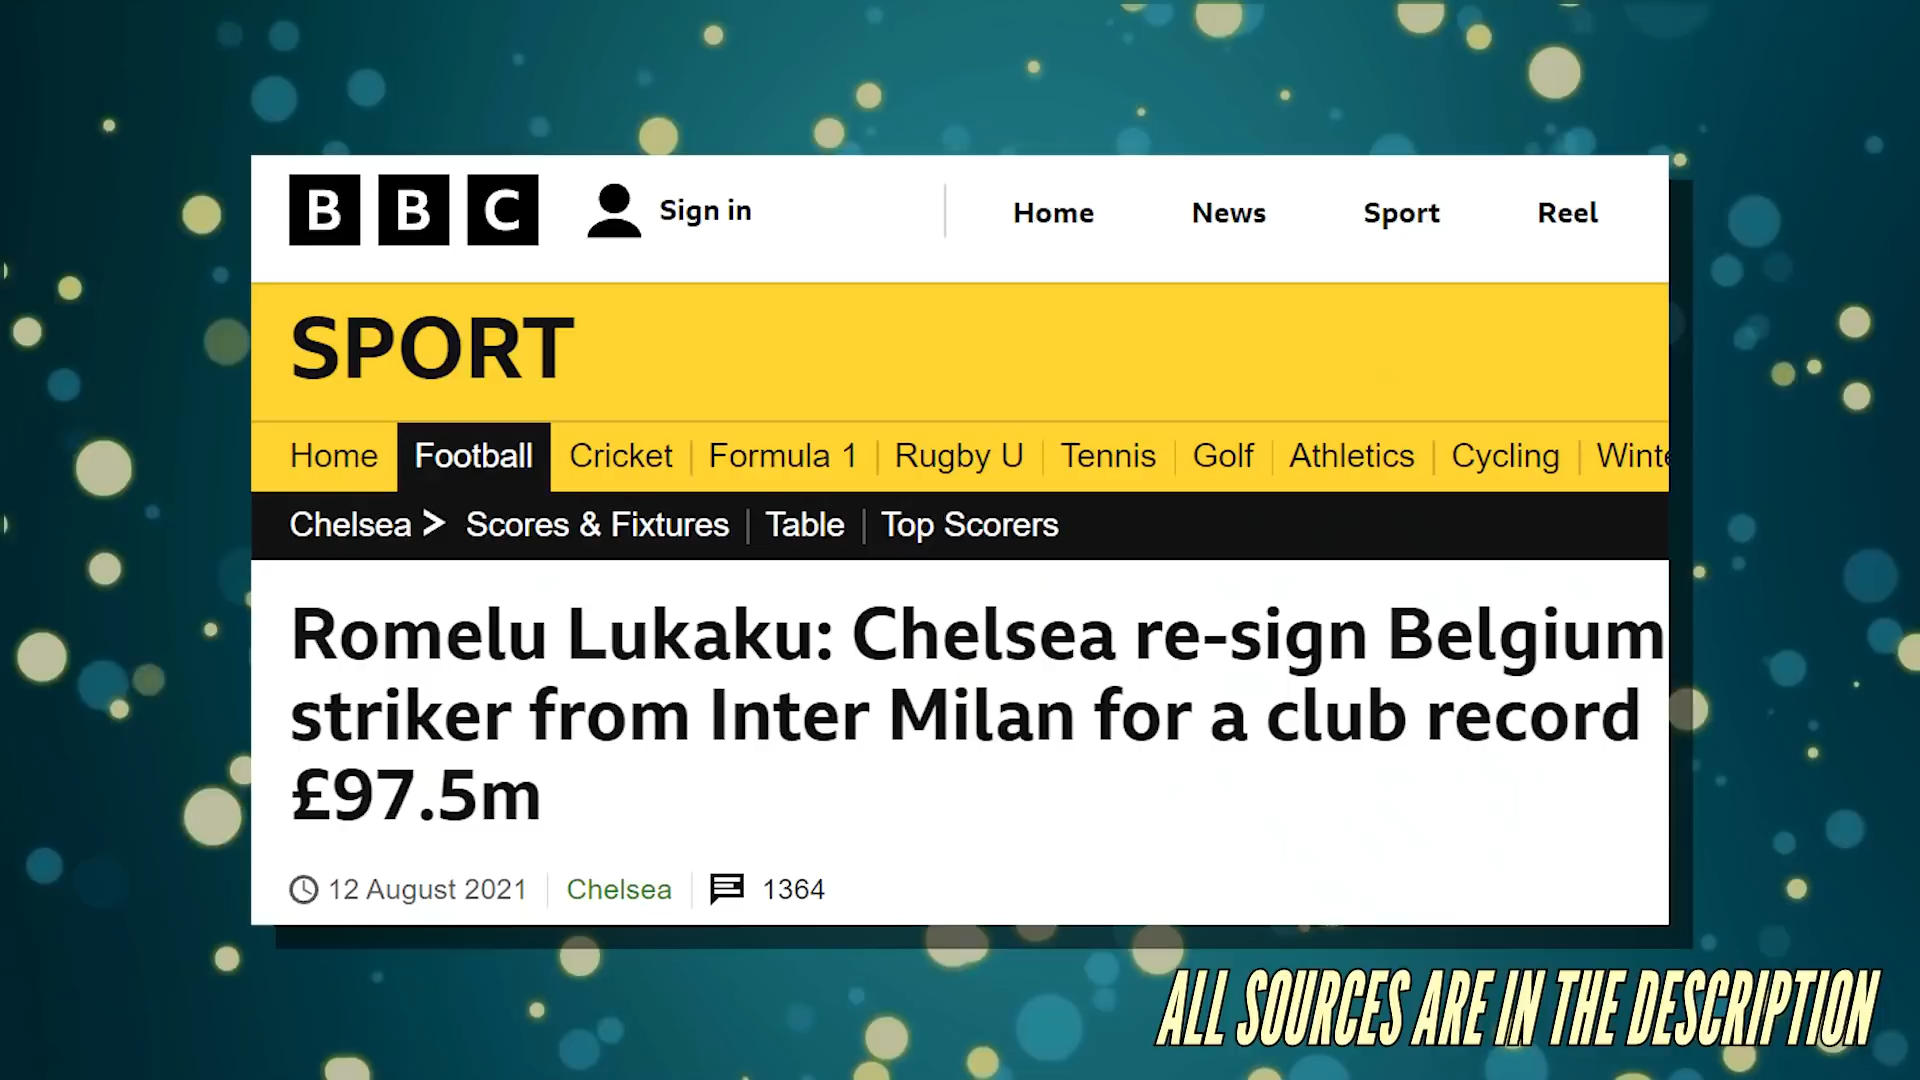 BBC Sign in Home News Sport Reel
SPORT
Home Football Cricket Formula 1 Rugby U Tennis Golf Athletics Cycling Winte
Chelsea > Scores & Fixtures Table Top Scorers
Romelu Lukaku: Chelsea re-sign Belgium
striker from Inter Milan for a club record
£97.5m
12 August 2021 Chelsea 1364
ALL SOURCES ARE IN THE DESCRIPTION